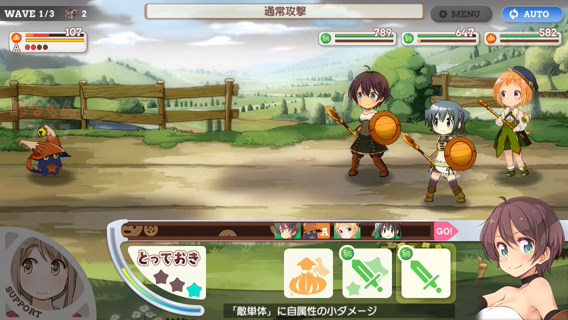 WAVE 1/3 2
通常攻撃
MENU
AUTO
107
A
789
647
582
A
GO!
とっておき
SUPPORT
「敵単体」に自属性の小ダメージ